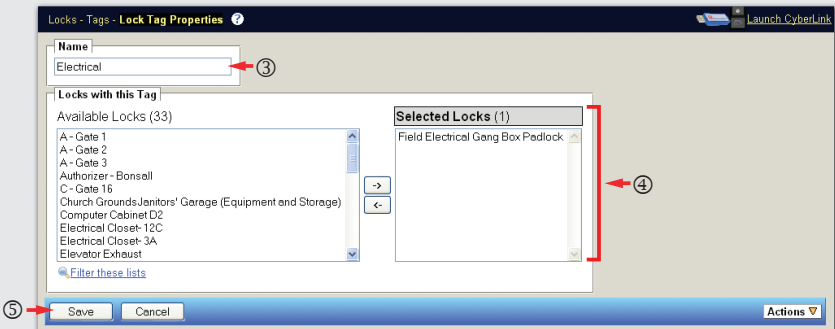 Locks - Tags - Lock Tag Properties ?
Launch CyberLink
Name
Electrical
③
Locks with this Tag
Available Locks (33)
Selected Locks (1)
A - Gate 1
A - Gate 2
A - Gate 3
Authorizer - Bonsall
C - Gate 16
Church Grounds Janitors' Garage (Equipment and Storage)
Computer Cabinet D2
Electrical Closet- 12C
Electrical Closet- 3A
Elevator Exhaust
->
<-
Field Electrical Gang Box Padlock
④
Filter these lists
⑤
Save
Cancel
Actions